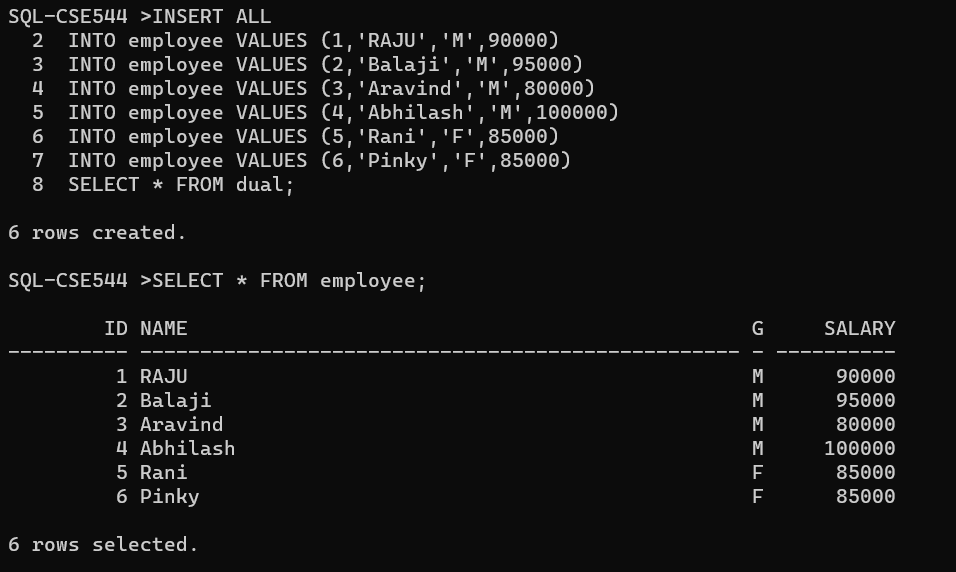 SQL-CSE544 >INSERT ALL
  2  INTO employee VALUES (1,'RAJU','M',90000)
  3  INTO employee VALUES (2,'Balaji','M',95000)
  4  INTO employee VALUES (3,'Aravind','M',80000)
  5  INTO employee VALUES (4,'Abhilash','M',100000)
  6  INTO employee VALUES (5,'Rani','F',85000)
  7  INTO employee VALUES (6,'Pinky','F',85000)
  8  SELECT * FROM dual;
6 rows created.
SQL-CSE544 >SELECT * FROM employee;
        ID NAME                                               G     SALARY
---------- -------------------------------------------------- - ----------
         1 RAJU                                               M      90000
         2 Balaji                                             M      95000
         3 Aravind                                            M      80000
         4 Abhilash                                           M     100000
         5 Rani                                               F      85000
         6 Pinky                                              F      85000
6 rows selected.